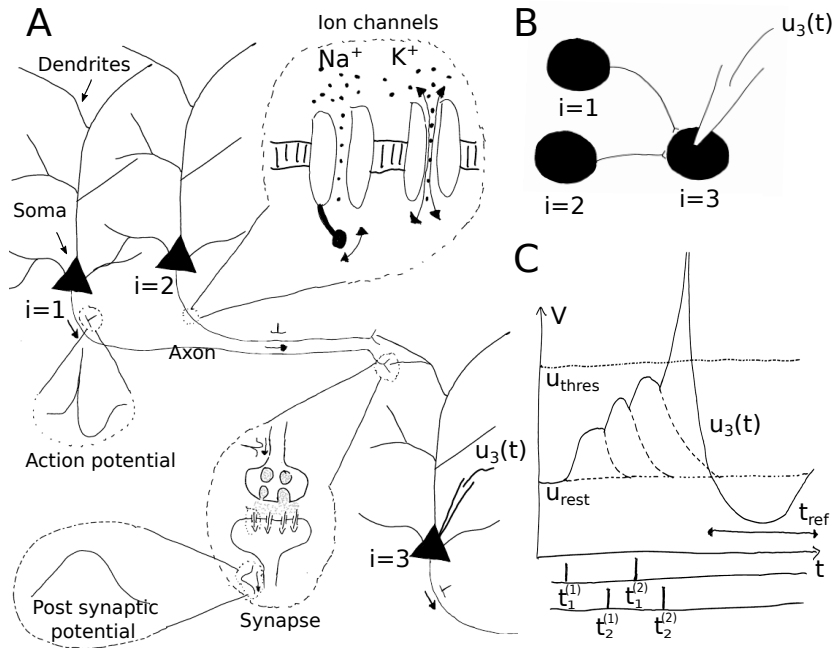 A
Ion channels
Na⁺ K⁺
Dendrites
Soma
i=1
i=2
Axon
Action potential
u₃(t)
i=3
Post synaptic
potential
Synapse
B
u₃(t)
i=1
i=2
i=3
C
V
uₜₕᵣₑₛ
u₃(t)
uᵣₑₛₜ
t_ref
t
t₁⁽¹⁾ t₁⁽²⁾
t₂⁽¹⁾ t₂⁽²⁾